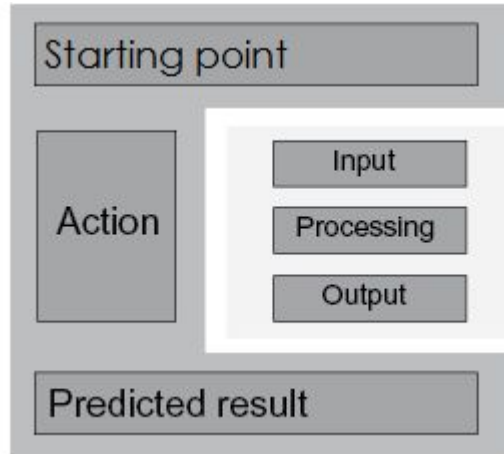 Starting point
Action
Input
Processing
Output
Predicted result